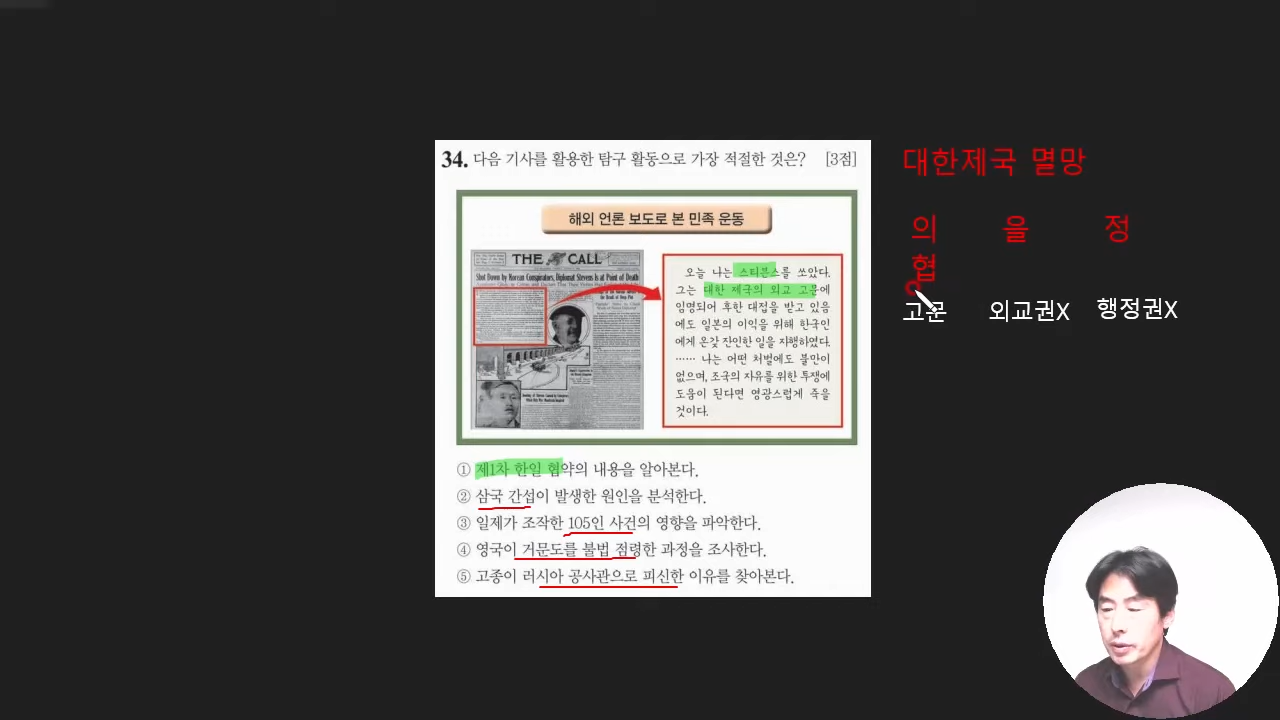 34. 다음 기사를 활용한 탐구 활동으로 가장 적절한 것은? [3점]
해외 언론 보도로 본 민족 운동
THE CALL
Shot Down by Korean Conspirators, Diplomat Stevens Is at Point of Death
오늘 나는 스티븐스를 쏘았다.
그는 대한 제국의 외교 고문에
임명되어 후한 대접을 받고 있음
에도 일본의 이익을 위해 한국인
에게 온갖 잔인한 일을 자행하였다.
…… 나는 어떤 처벌에도 불만이
없으며, 조국의 자유를 위한 투쟁에
도움이 된다면 영광스럽게 죽을
것이다.
① 제1차 한일 협약의 내용을 알아본다.
② 삼국 간섭이 발생한 원인을 분석한다.
③ 일제가 조작한 105인 사건의 영향을 파악한다.
④ 영국이 거문도를 불법 점령한 과정을 조사한다.
⑤ 고종이 러시아 공사관으로 피신한 이유를 찾아본다.
대한제국 멸망
의 을 정
협
고문 외교권X 행정권X